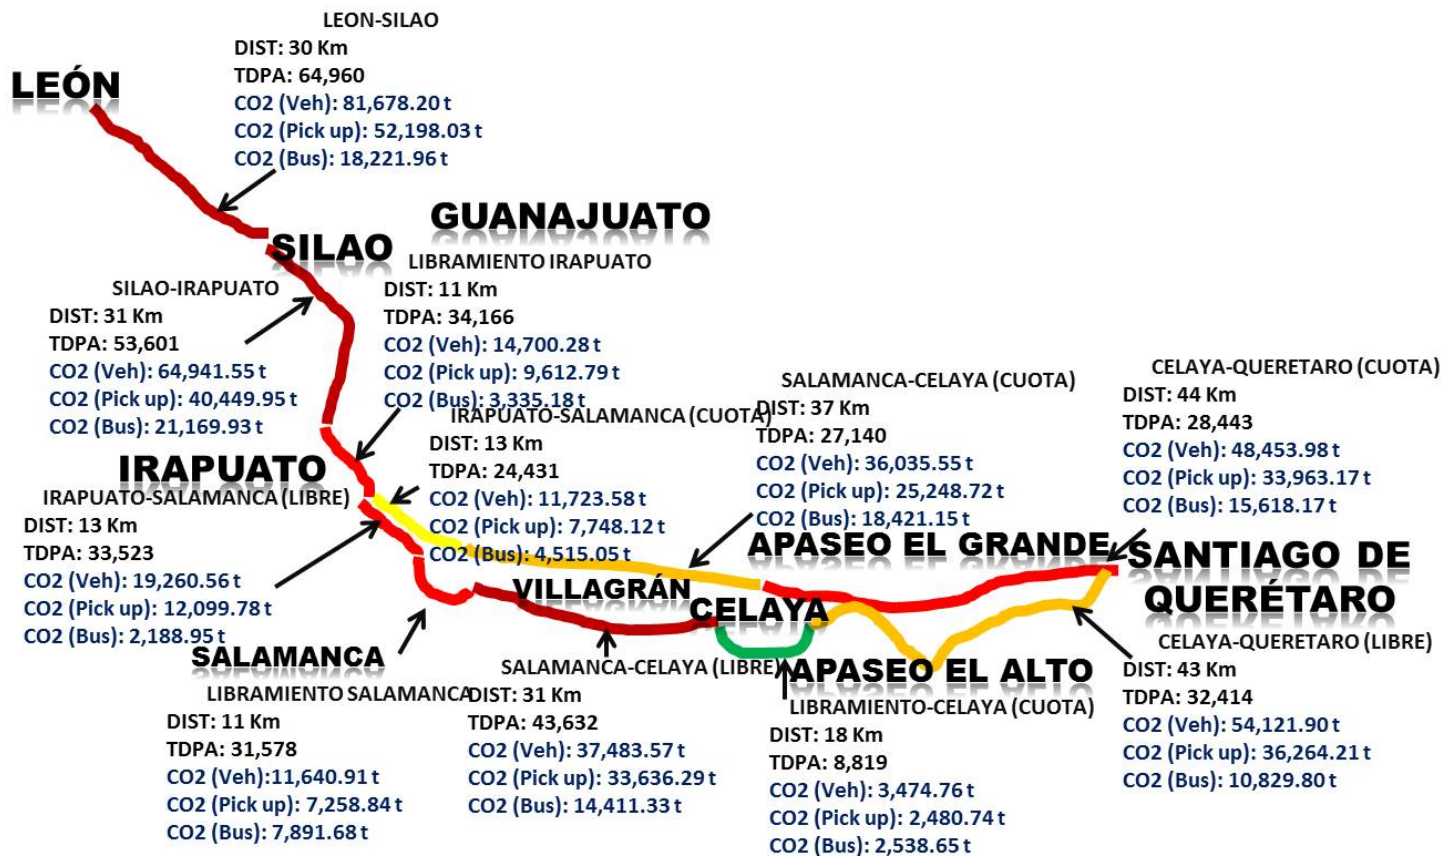 LEON-SILAO
DIST: 30 Km
TDPA: 64,960
CO2 (Veh): 81,678.20 t
CO2 (Pick up): 52,198.03 t
CO2 (Bus): 18,221.96 t
LEÓN
GUANAJUATO
SILAO
LIBRAMIENTO IRAPUATO
DIST: 11 Km
TDPA: 34,166
CO2 (Veh): 14,700.28 t
CO2 (Pick up): 9,612.79 t
CO2 (Bus): 3,335.18 t
SILAO-IRAPUATO
DIST: 31 Km
TDPA: 53,601
CO2 (Veh): 64,941.55 t
CO2 (Pick up): 40,449.95 t
CO2 (Bus): 21,169.93 t
IRAPUATO-SALAMANCA (CUOTA)
DIST: 13 Km
TDPA: 24,431
CO2 (Veh): 11,723.58 t
CO2 (Pick up): 7,748.12 t
CO2 (Bus): 4,515.05 t
SALAMANCA-CELAYA (CUOTA)
DIST: 37 Km
TDPA: 27,140
CO2 (Veh): 36,035.55 t
CO2 (Pick up): 25,248.72 t
CO2 (Bus): 18,421.15 t
CELAYA-QUERETARO (CUOTA)
DIST: 44 Km
TDPA: 28,443
CO2 (Veh): 48,453.98 t
CO2 (Pick up): 33,963.17 t
CO2 (Bus): 15,618.17 t
IRAPUATO
IRAPUATO-SALAMANCA (LIBRE)
DIST: 13 Km
TDPA: 33,523
CO2 (Veh): 19,260.56 t
CO2 (Pick up): 12,099.78 t
CO2 (Bus): 2,188.95 t
APASEO EL GRANDE
SANTIAGO DE
QUERÉTARO
VILLAGRÁN
CELAYA
SALAMANCA
APASEO EL ALTO
LIBRAMIENTO SALAMANCA
DIST: 11 Km
TDPA: 31,578
CO2 (Veh):11,640.91 t
CO2 (Pick up): 7,258.84 t
CO2 (Bus): 7,891.68 t
SALAMANCA-CELAYA (LIBRE)
DIST: 31 Km
TDPA: 43,632
CO2 (Veh): 37,483.57 t
CO2 (Pick up): 33,636.29 t
CO2 (Bus): 14,411.33 t
LIBRAMIENTO-CELAYA (CUOTA)
DIST: 18 Km
TDPA: 8,819
CO2 (Veh): 3,474.76 t
CO2 (Pick up): 2,480.74 t
CO2 (Bus): 2,538.65 t
CELAYA-QUERETARO (LIBRE)
DIST: 43 Km
TDPA: 32,414
CO2 (Veh): 54,121.90 t
CO2 (Pick up): 36,264.21 t
CO2 (Bus): 10,829.80 t